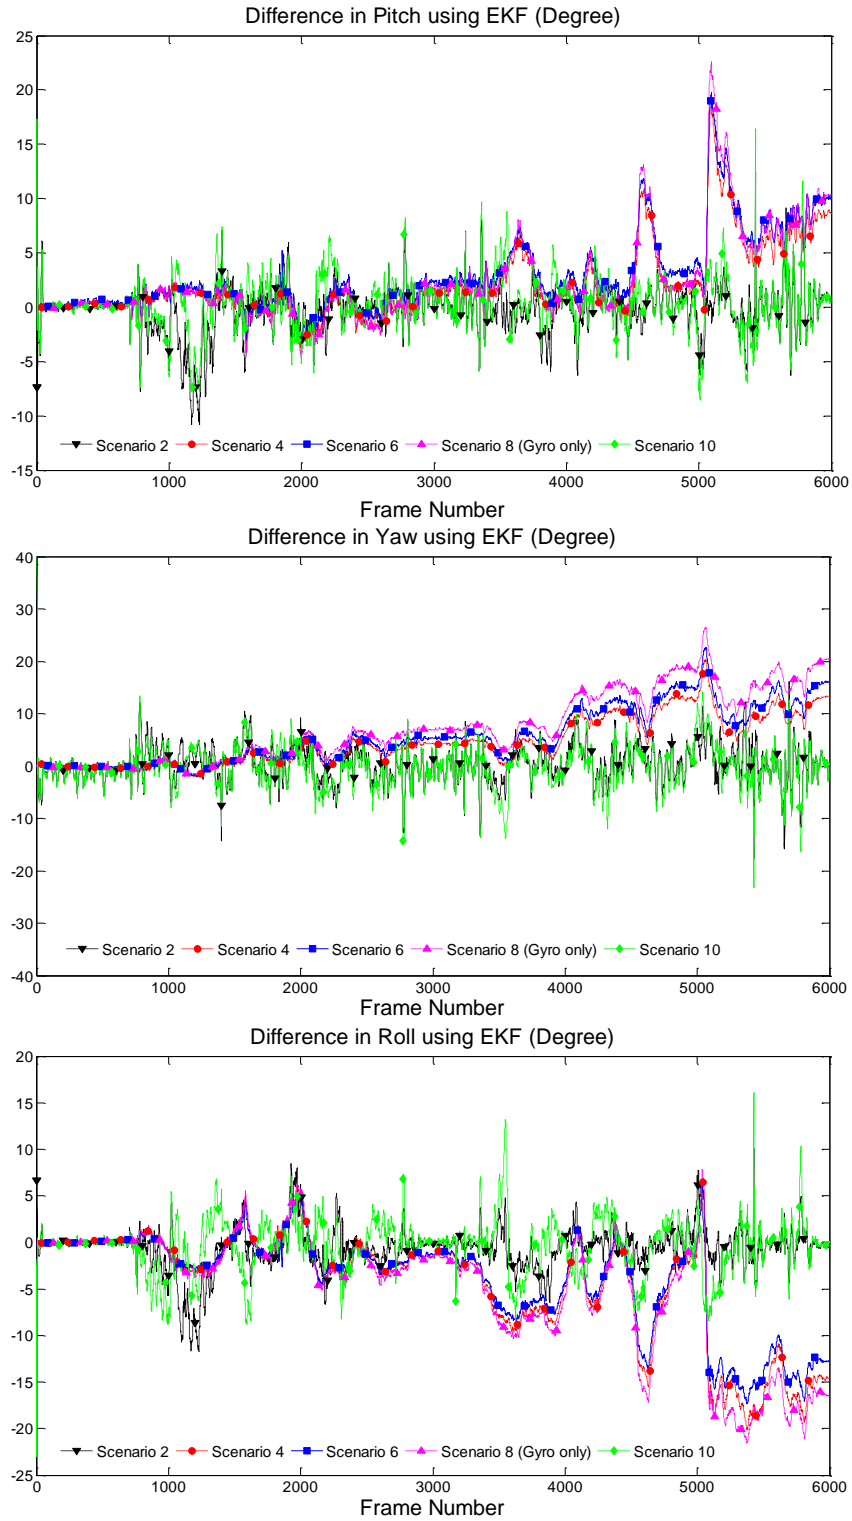 Difference in Pitch using EKF (Degree)
25
20
15
10
5
0
-5
-10
-15
Scenario 2 Scenario 4 Scenario 6 Scenario 8 (Gyro only) Scenario 10
0 1000 2000 3000 4000 5000 6000
Frame Number
Difference in Yaw using EKF (Degree)
40
30
20
10
0
-10
-20
-30
-40
Scenario 2 Scenario 4 Scenario 6 Scenario 8 (Gyro only) Scenario 10
0 1000 2000 3000 4000 5000 6000
Frame Number
Difference in Roll using EKF (Degree)
20
15
10
5
0
-5
-10
-15
-20
-25
Scenario 2 Scenario 4 Scenario 6 Scenario 8 (Gyro only) Scenario 10
0 1000 2000 3000 4000 5000 6000
Frame Number